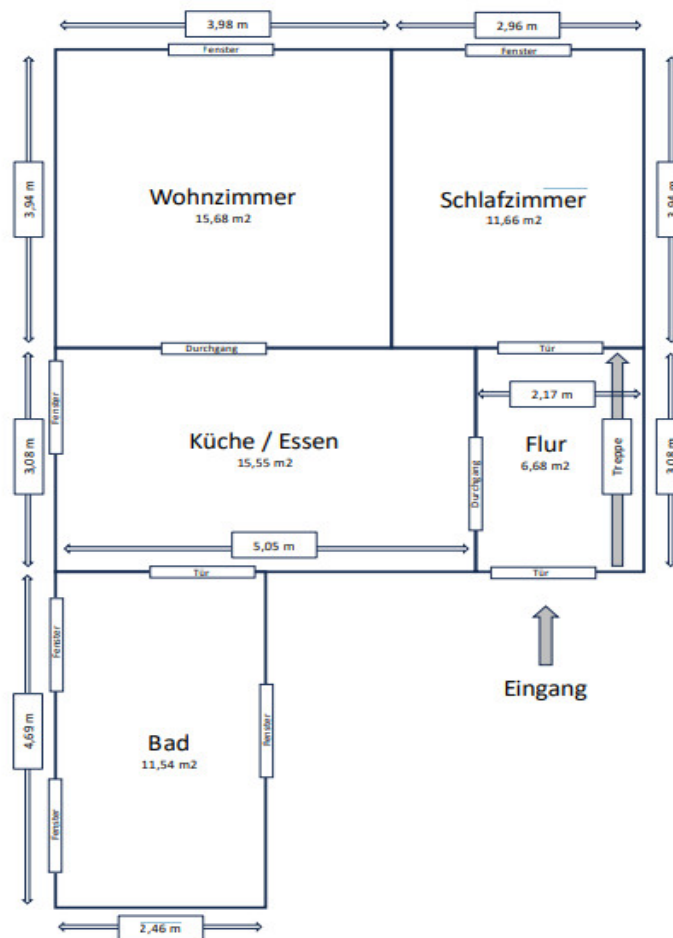 3,98 m
2,96 m
Fenster
Fenster
3,94 m
Wohnzimmer
15,68 m2
Schlafzimmer
11,66 m2
3,94 m
Durchgang
Tür
Fenster
3,08 m
Küche / Essen
15,55 m2
Durchgang
2,17 m
Flur
6,68 m2
Treppe
3,08 m
5,05 m
Tür
Tür
Fenster
Eingang
4,69 m
Bad
11,54 m2
Fenster
Fenster
2,46 m